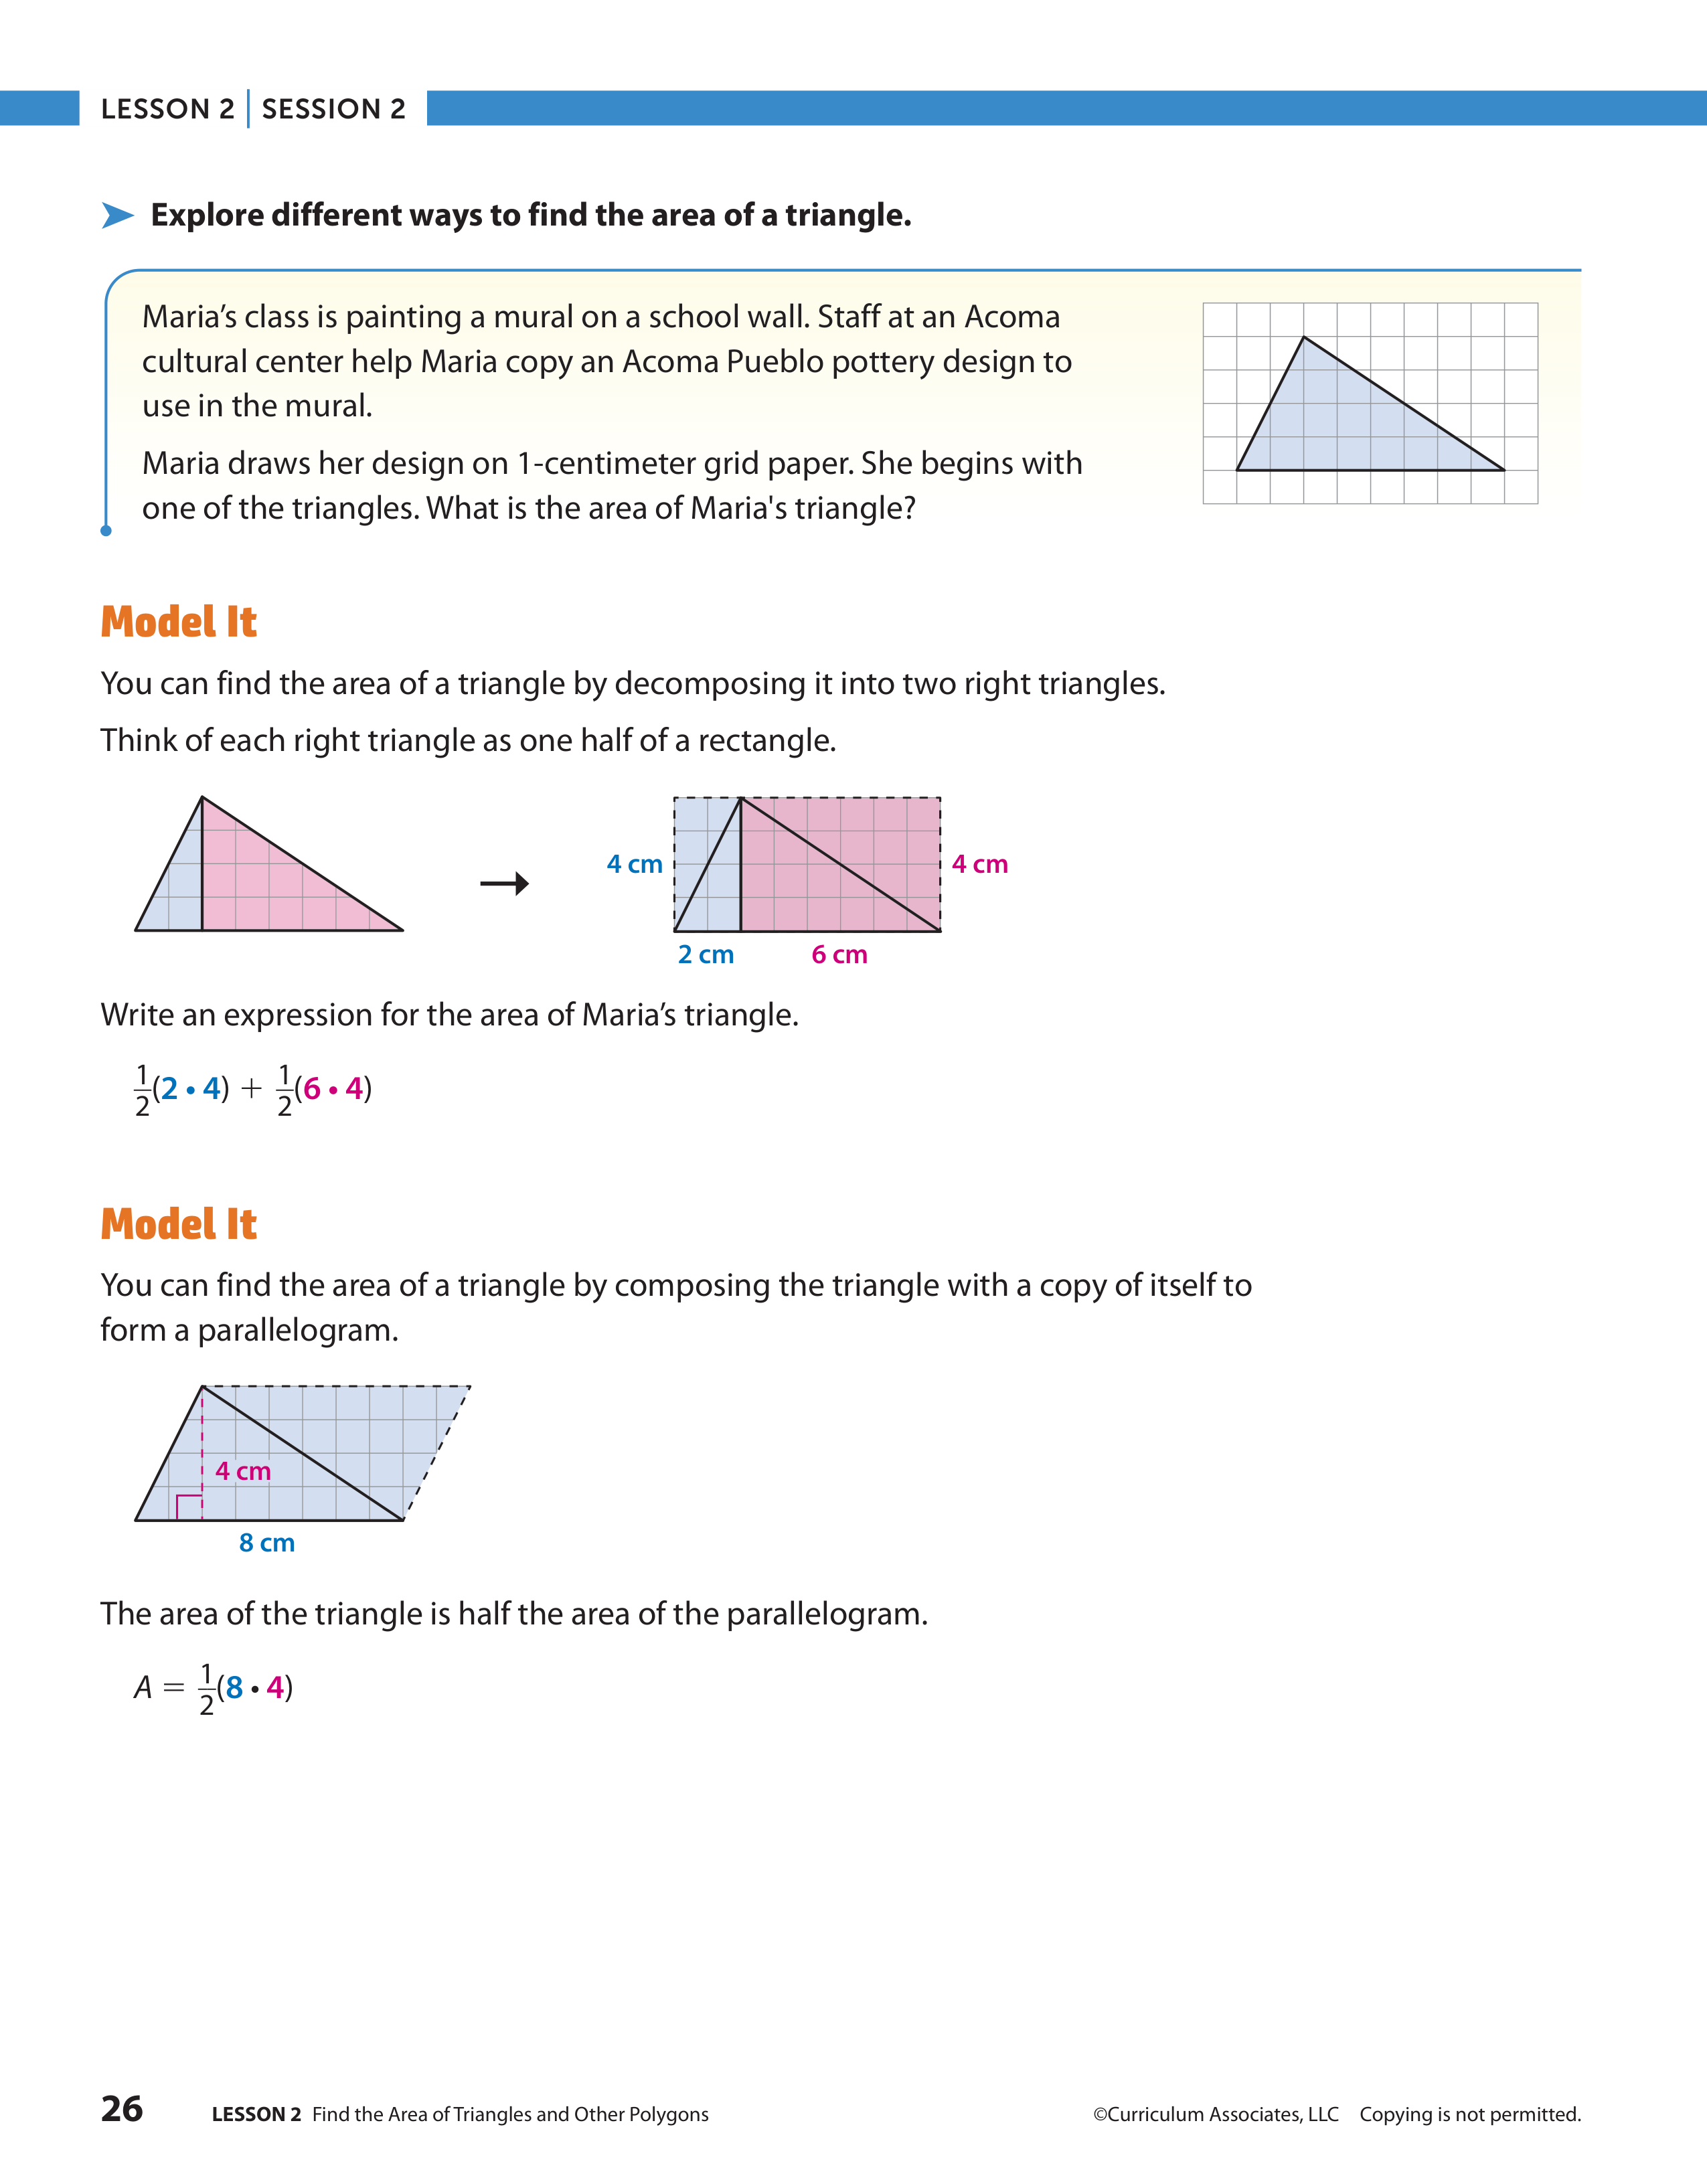 LESSON 2 | SESSION 2
Explore different ways to find the area of a triangle.
Maria’s class is painting a mural on a school wall. Staff at an Acoma
cultural center help Maria copy an Acoma Pueblo pottery design to
use in the mural.
Maria draws her design on 1-centimeter grid paper. She begins with
one of the triangles. What is the area of Maria's triangle?
Model It
You can find the area of a triangle by decomposing it into two right triangles.
Think of each right triangle as one half of a rectangle.
4 cm
4 cm
2 cm
6 cm
Write an expression for the area of Maria’s triangle.
1/2(2 • 4) + 1/2(6 • 4)
Model It
You can find the area of a triangle by composing the triangle with a copy of itself to
form a parallelogram.
4 cm
8 cm
The area of the triangle is half the area of the parallelogram.
A = 1/2(8 • 4)
26 LESSON 2 Find the Area of Triangles and Other Polygons
©Curriculum Associates, LLC Copying is not permitted.